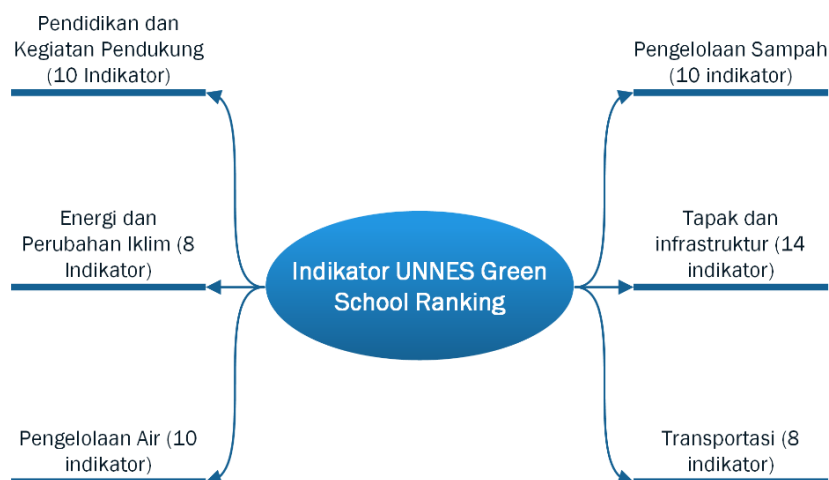 Pendidikan dan
Kegiatan Pendukung
(10 Indikator)
Energi dan
Perubahan Iklim (8
Indikator)
Pengelolaan Air (10
indikator)
Indikator UNNES Green
School Ranking
Pengelolaan Sampah
(10 indikator)
Tapak dan
infrastruktur (14
indikator)
Transportasi (8
indikator)